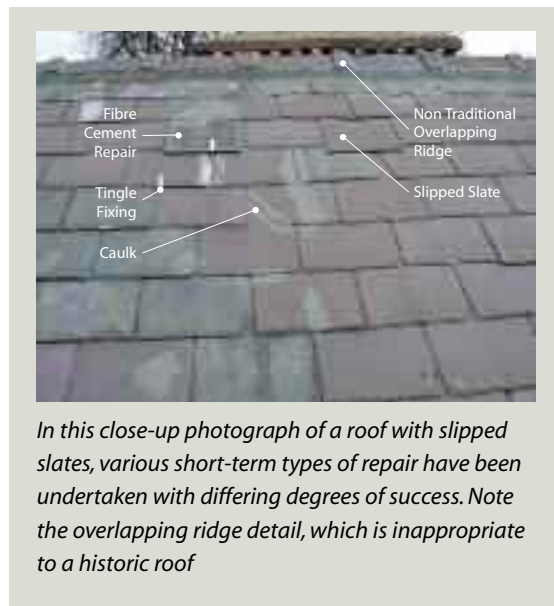 Fibre
Cement
Repair
Non Traditional
Overlapping
Ridge
Tingle
Fixing
Slipped Slate
Caulk
In this close-up photograph of a roof with slipped
slates, various short-term types of repair have been
undertaken with differing degrees of success. Note
the overlapping ridge detail, which is inappropriate
to a historic roof